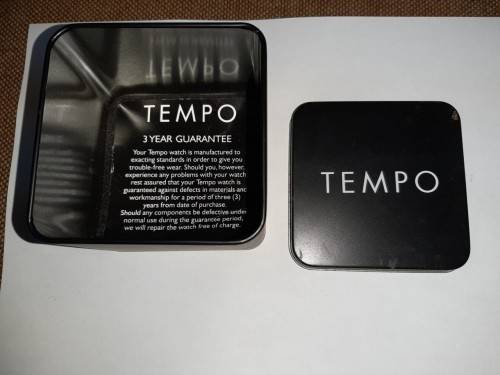 TEMPO
TEMPO
3 YEAR GUARANTEE
Your Tempo watch is manufactured to
exacting standards in order to give you
trouble-free wear. Should you, however,
experience any problems with your watch
rest assured that your Tempo watch is
guaranteed against defects in materials and
workmanship for a period of three (3)
years from date of purchase.
Should any components be defective under
normal use during the guarantee period,
we will repair the watch free of charge.
TEMPO